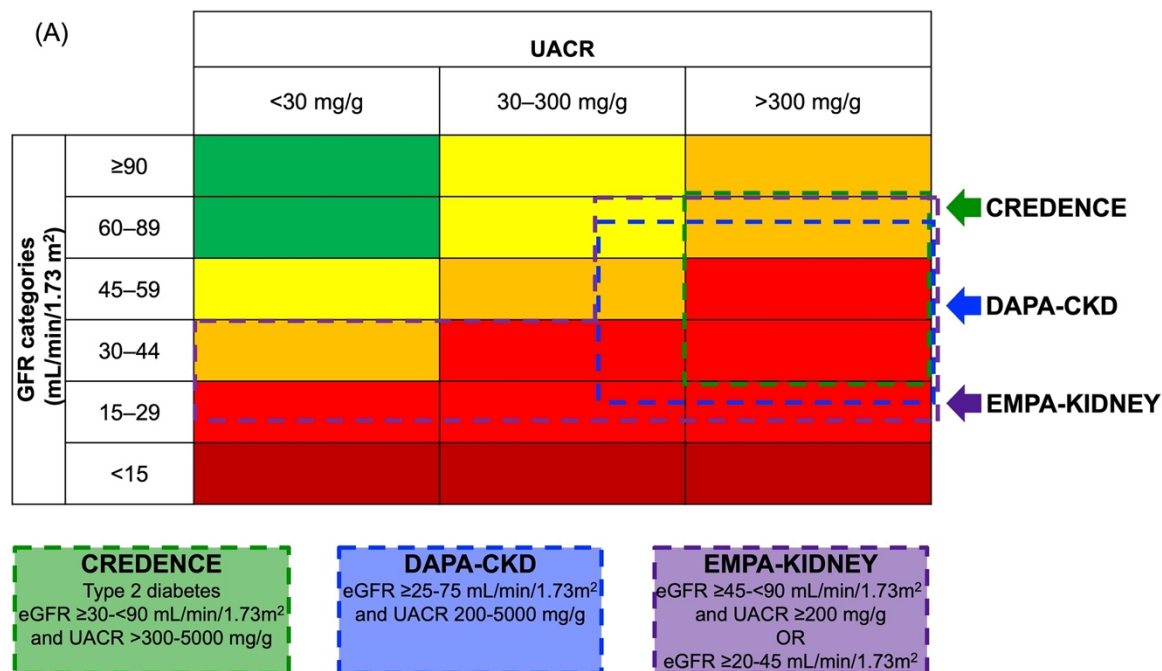 (A)
UACR
<30 mg/g
30–300 mg/g
>300 mg/g
GFR categories
(mL/min/1.73 m²)
≥90
60–89
45–59
30–44
15–29
<15
CREDENCE
DAPA-CKD
EMPA-KIDNEY
CREDENCE
Type 2 diabetes
eGFR ≥30-<90 mL/min/1.73m²
and UACR >300-5000 mg/g
DAPA-CKD
eGFR ≥25-75 mL/min/1.73m²
and UACR 200-5000 mg/g
EMPA-KIDNEY
eGFR ≥45-<90 mL/min/1.73m²
and UACR ≥200 mg/g
OR
eGFR ≥20-45 mL/min/1.73m²